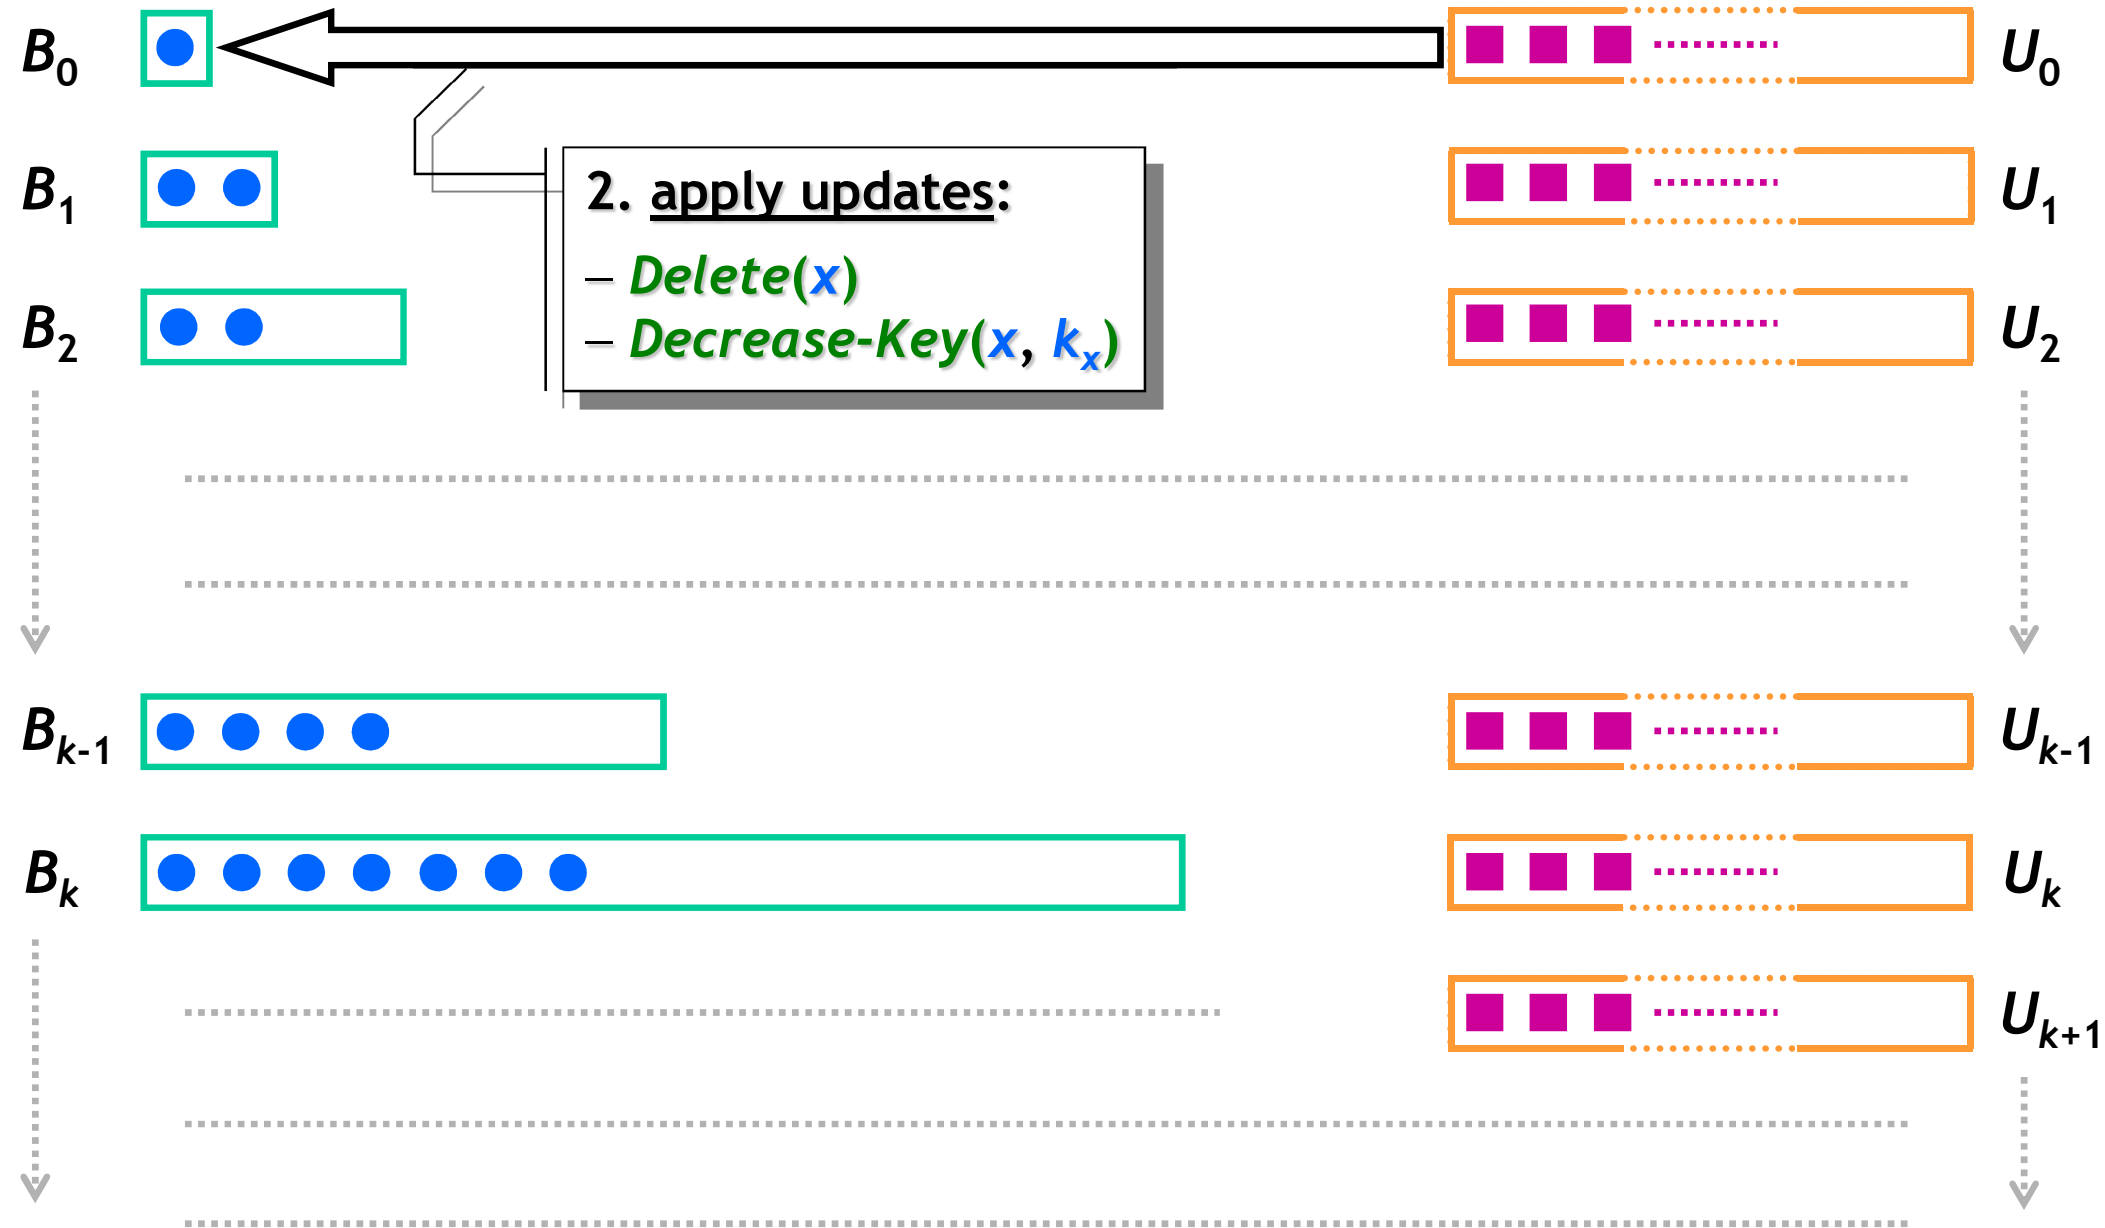 B₀ U₀
B₁ U₁
2. apply updates:
– Delete(x)
B₂ U₂
– Decrease-Key(x, kₓ)
Bₖ₋₁ Uₖ₋₁
Bₖ Uₖ
Uₖ₊₁